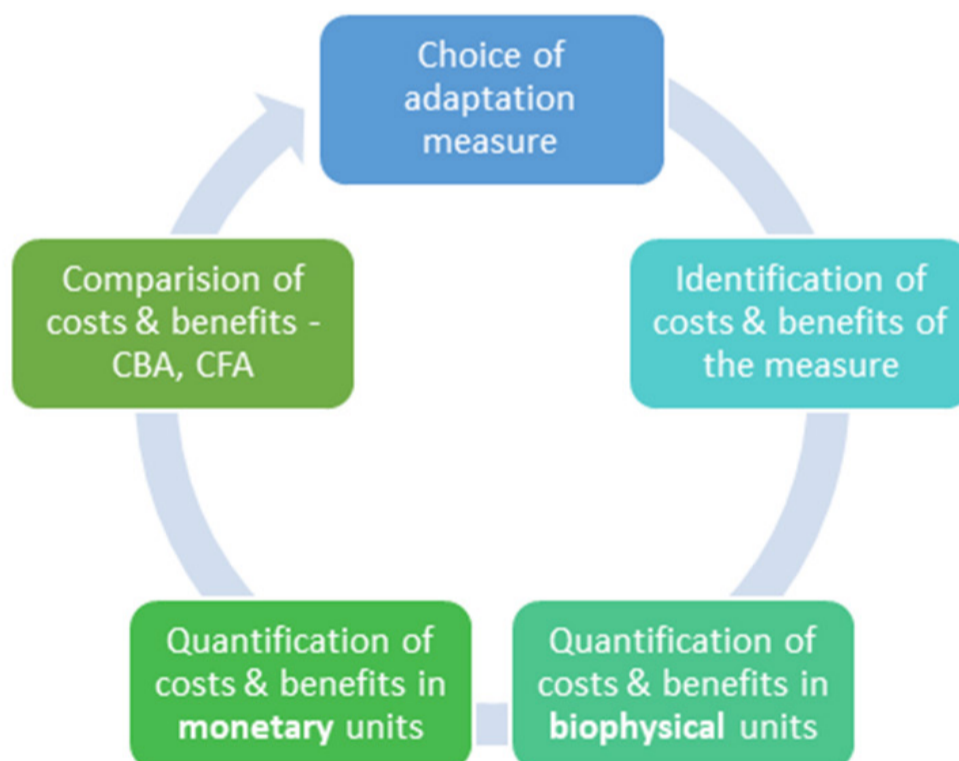 Choice of
adaptation
measure
Identification of
costs & benefits of
the measure
Quantification of
costs & benefits in
biophysical units
Quantification of
costs & benefits in
monetary units
Comparision of
costs & benefits -
CBA, CFA